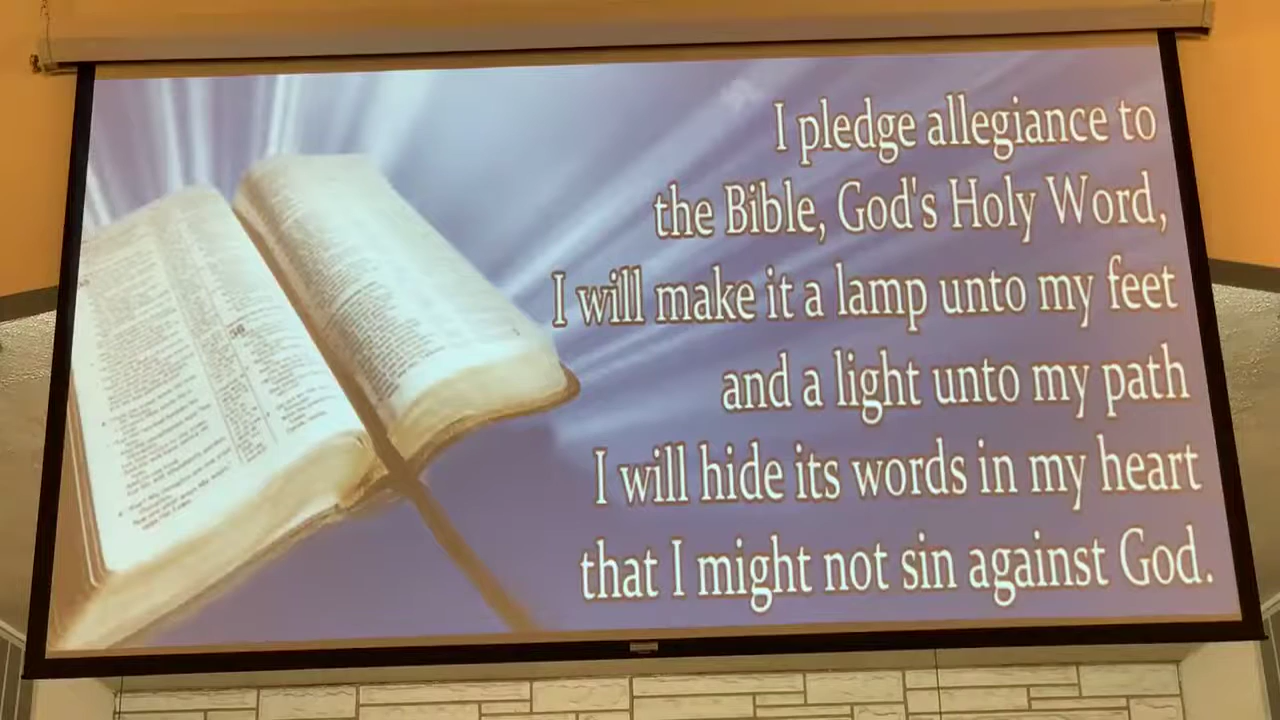 I pledge allegiance to
the Bible, God's Holy Word,
I will make it a lamp unto my feet
and a light unto my path
I will hide its words in my heart
that I might not sin against God.